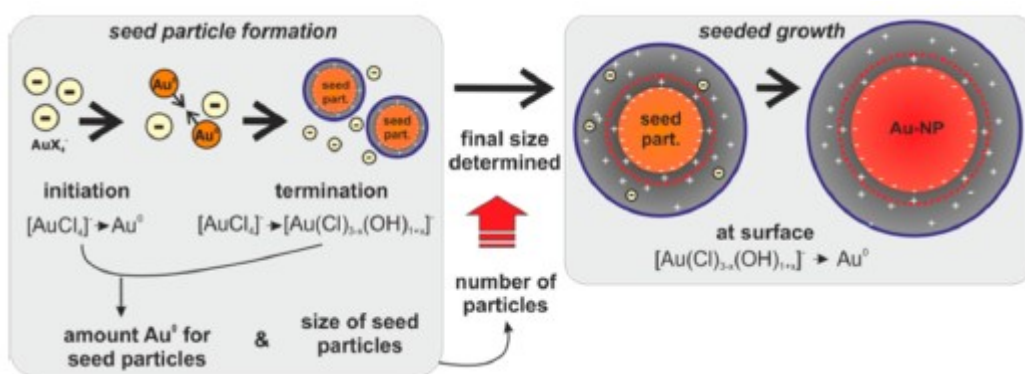 seed particle formation
AuX₄⁻
Au⁰
Au⁰
seed
part.
seed
part.
initiation
termination
[AuCl₄]⁻➔Au⁰
[AuCl₄]⁻➔[Au(Cl)₃₋ₓ(OH)₁₊ₓ]⁻
amount Au⁰ for
seed particles
&
size of seed
particles
final size
determined
number of
particles
seeded growth
seed
part.
Au-NP
at surface
[Au(Cl)₃₋ₓ(OH)₁₊ₓ]⁻ ➔ Au⁰